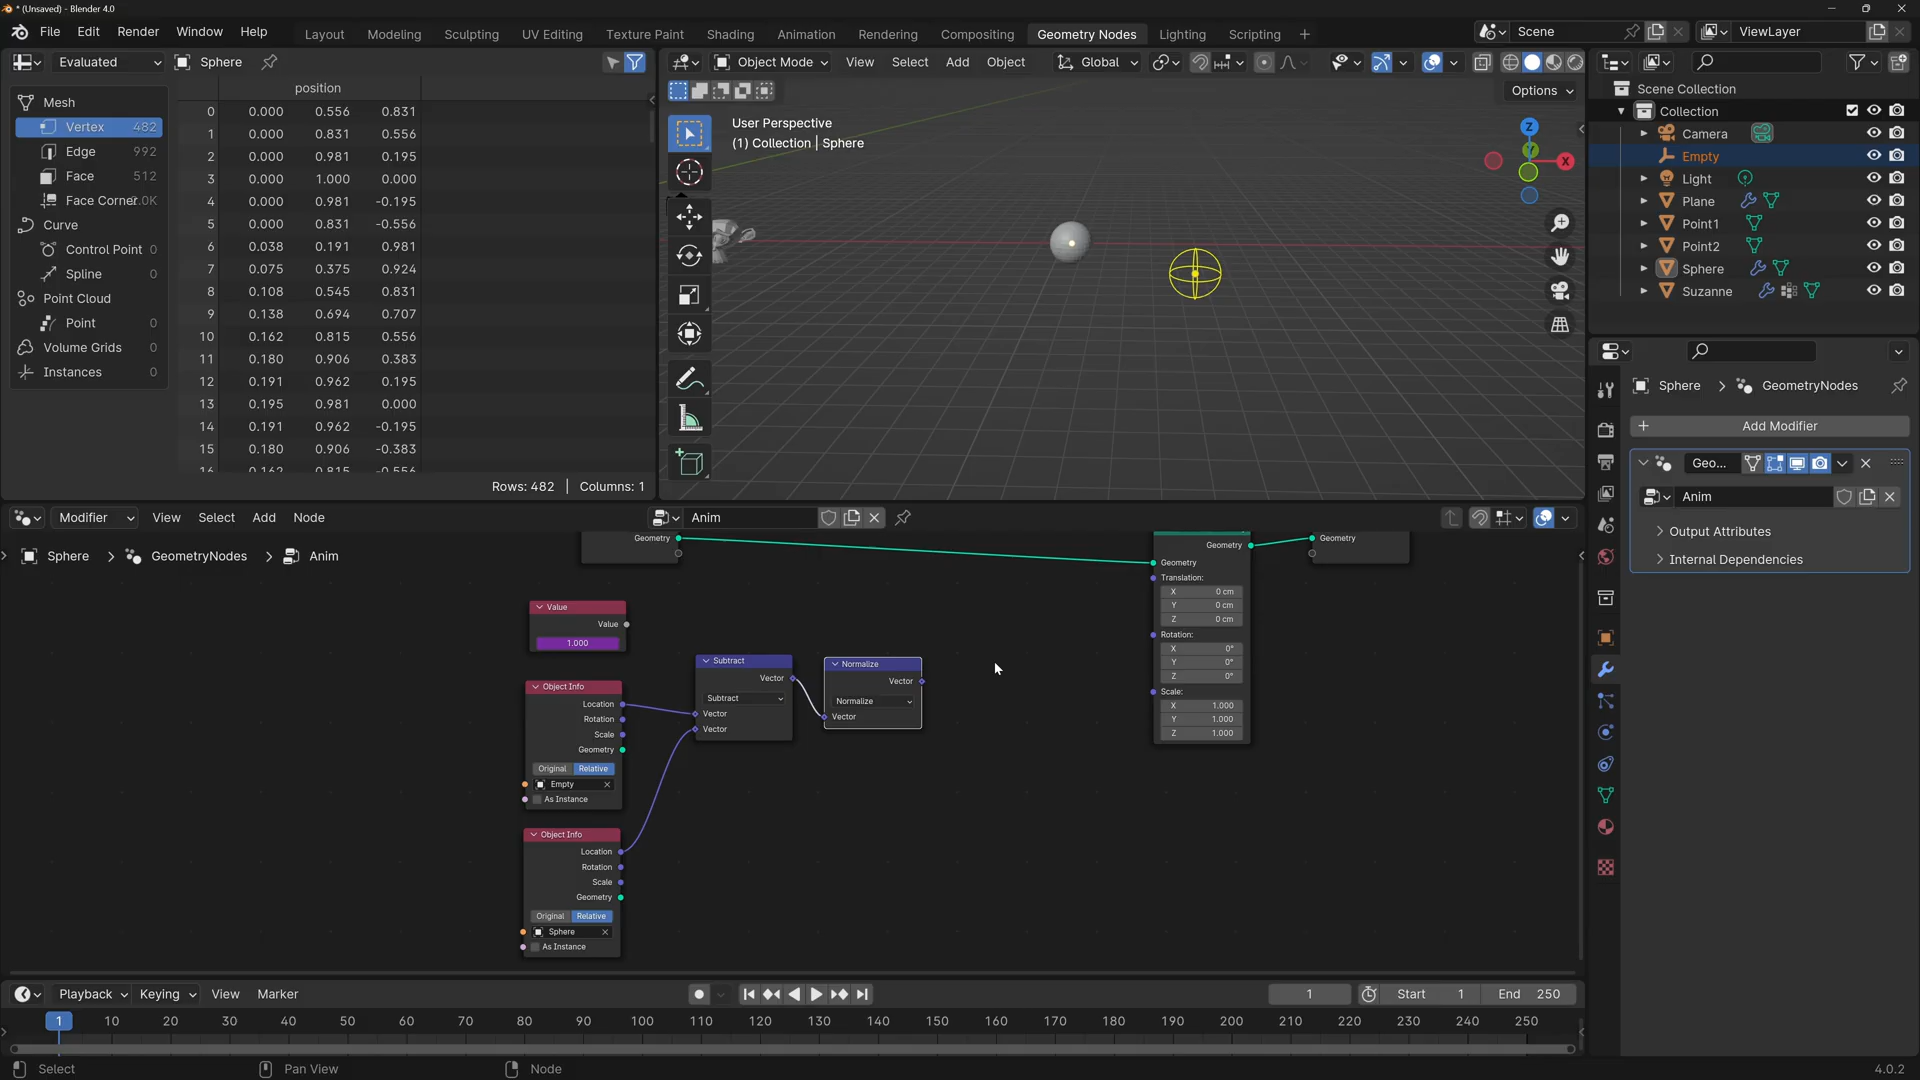 * (Unsaved) - Blender 4.0
File Edit Render Window Help
Layout Modeling Sculpting UV Editing Texture Paint Shading Animation Rendering Compositing Geometry Nodes Lighting Scripting +
Scene
ViewLayer
Evaluated
Sphere
Object Mode View Select Add Object
Global
Options
position
Mesh
Vertex 482
Edge 992
Face 512
Face Corner
Curve
Control Point 0
Spline 0
Point Cloud
Point 0
Volume Grids 0
Instances 0
0 0.000 0.556 0.831
1 0.000 0.831 0.556
2 0.000 0.981 0.195
3 0.000 1.000 0.000
4 0.000 0.981 -0.195
5 0.000 0.831 -0.556
6 0.038 0.191 0.981
7 0.075 0.375 0.924
8 0.108 0.545 0.831
9 0.138 0.694 0.707
10 0.162 0.815 0.556
11 0.180 0.906 0.383
12 0.191 0.962 0.195
13 0.195 0.981 0.000
14 0.191 0.962 -0.195
15 0.180 0.906 -0.383
16 0.162 0.815 -0.556
Rows: 482 | Columns: 1
User Perspective
(1) Collection | Sphere
Z
Y
X
Scene Collection
Collection
Camera
Empty
Light
Plane
Point1
Point2
Sphere
Suzanne
Sphere > GeometryNodes
+ Add Modifier
Geo...
Anim
Output Attributes
Internal Dependencies
Modifier View Select Add Node
Anim
Sphere > GeometryNodes > Anim
Geometry
Value
Value
1.000
Object Info
Location
Rotation
Scale
Geometry
Original Relative
Empty
As Instance
Object Info
Location
Rotation
Scale
Geometry
Original Relative
Sphere
As Instance
Subtract
Vector
Subtract
Vector
Vector
Normalize
Vector
Normalize
Vector
Geometry
Geometry
Translation:
X 0 cm
Y 0 cm
Z 0 cm
Rotation:
X 0°
Y 0°
Z 0°
Scale:
X 1.000
Y 1.000
Z 1.000
Geometry
Playback Keying View Marker
1
Start 1
End 250
1 10 20 30 40 50 60 70 80 90 100 110 120 130 140 150 160 170 180 190 200 210 220 230 240 250
Select
Pan View
Node
4.0.2